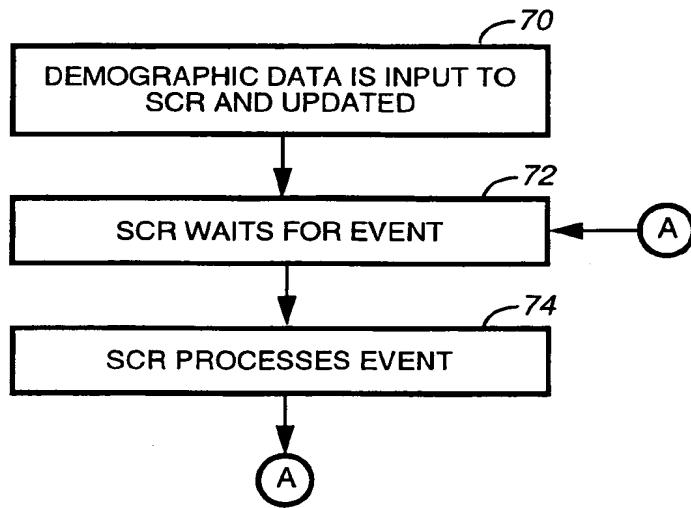 70
DEMOGRAPHIC DATA IS INPUT TO
SCR AND UPDATED
72
SCR WAITS FOR EVENT
A
74
SCR PROCESSES EVENT
A